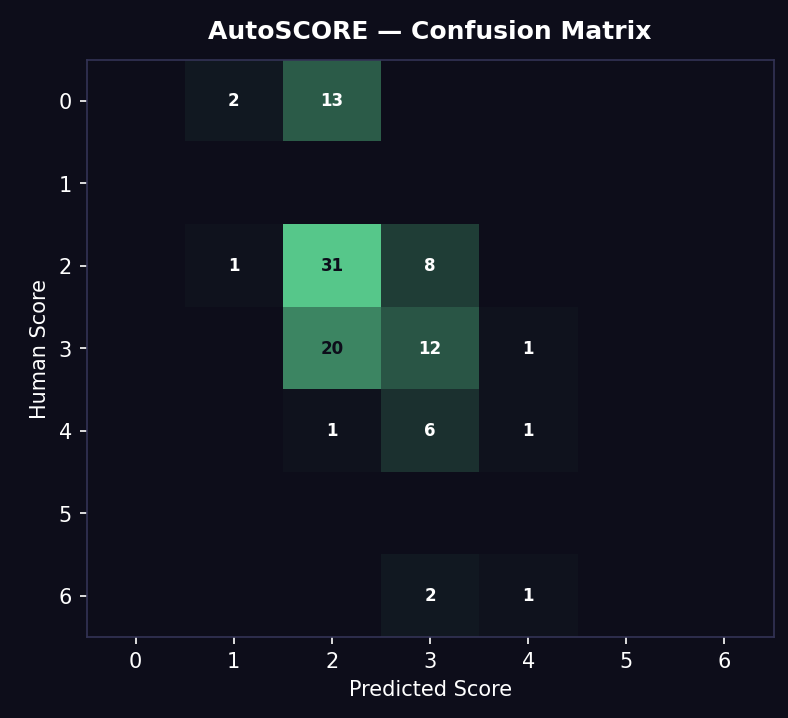 AutoSCORE — Confusion Matrix
0 2 13
1
2 1 31 8
3 20 12 1
4 1 6 1
5
6 2 1
Human Score
0 1 2 3 4 5 6
Predicted Score